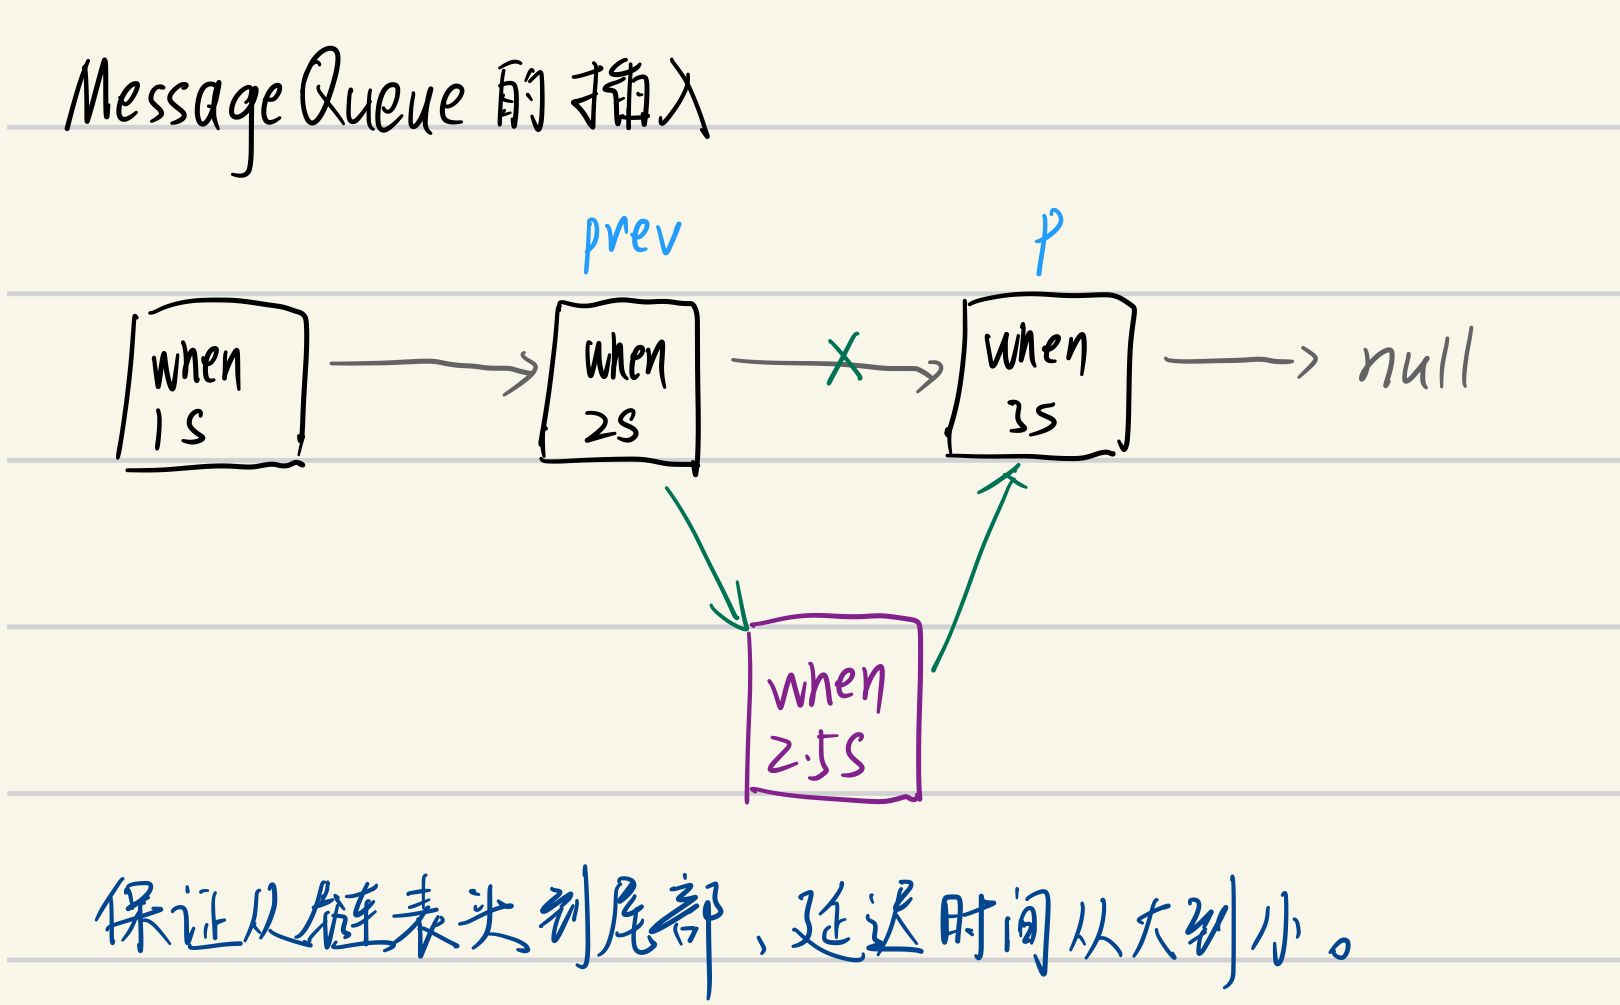 MessageQueue 的插入
prev
p
when
1s
when
2s
when
3s
null
when
2.5s
保证从链表头到尾部、延迟时间从大到小。